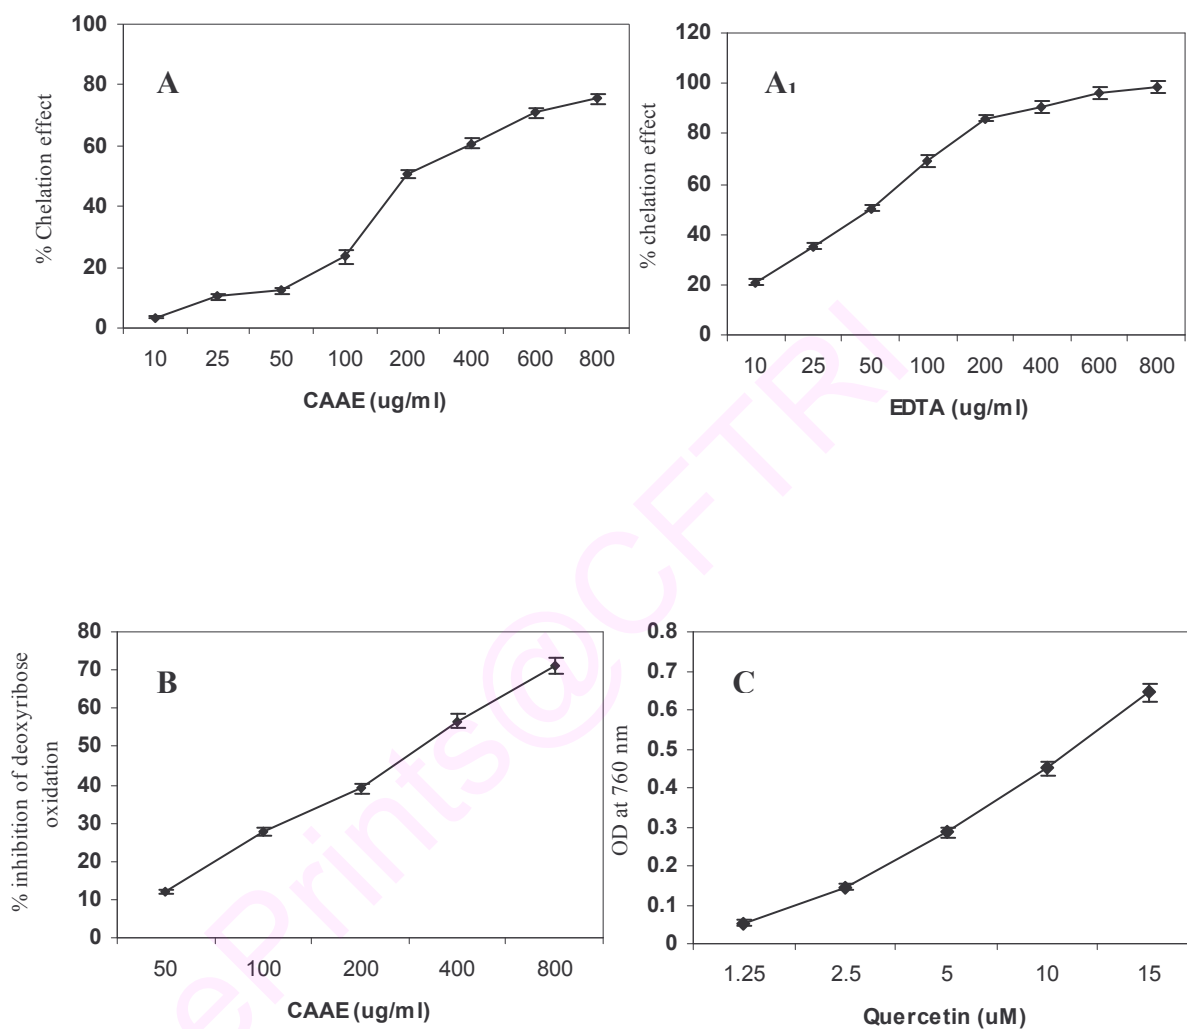 100
80
60
40
20
0
% Chelation effect
A
10 25 50 100 200 400 600 800
CAAE (ug/ml)
120
100
80
60
40
20
0
% chelation effect
A1
10 25 50 100 200 400 600 800
EDTA (ug/ml)
80
70
60
50
40
30
20
10
0
% inhibition of deoxyribose
oxidation
B
50 100 200 400 800
CAAE (ug/ml)
0.8
0.7
0.6
0.5
0.4
0.3
0.2
0.1
0
OD at 760 nm
C
1.25 2.5 5 10 15
Quercetin (uM)
ePrints@CFTRI